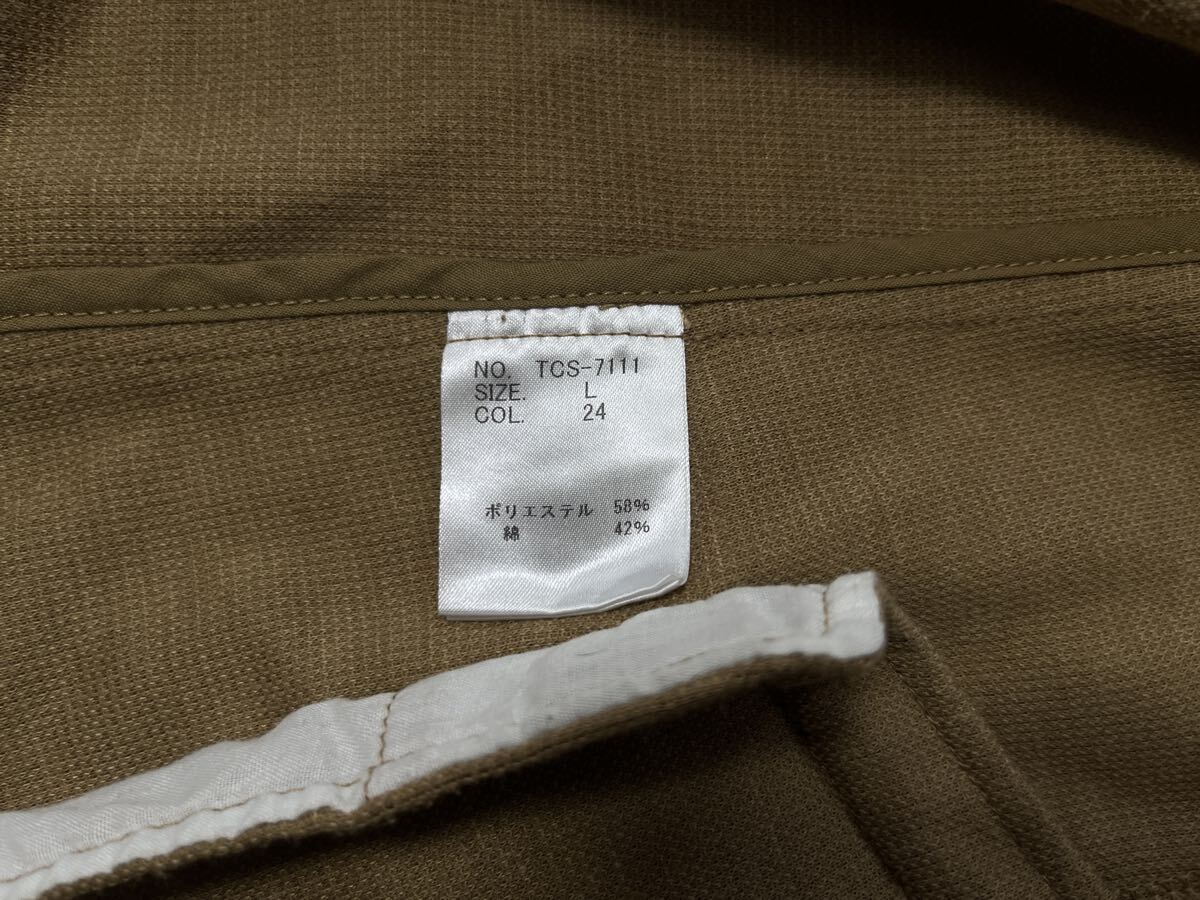 NO. TCS-7111
SIZE. L
COL. 24
ポリエステル 58%
綿 42%